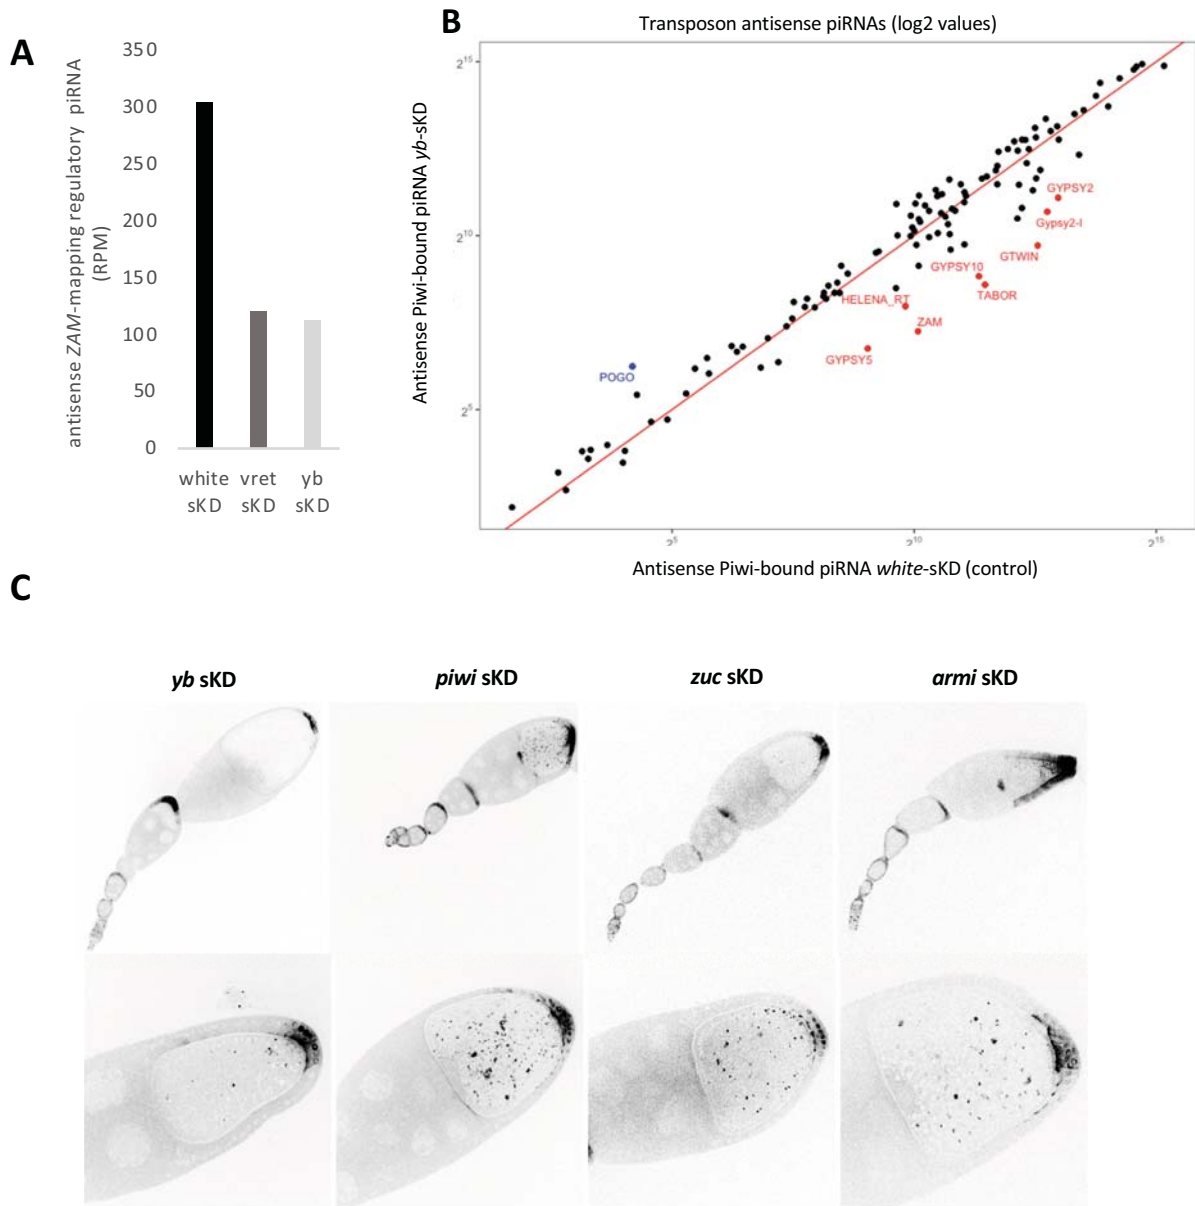 A
antisense ZAM-mapping regulatory piRNA
(RPM)
350
300
250
200
150
100
50
0
white
sKD
vret
sKD
yb
sKD
B
Transposon antisense piRNAs (log2 values)
Antisense Piwi-bound piRNA yb-sKD
2^15
2^10
2^5
GYPSY2
Gypsy2-I
GTWIN
GYPSY10
TABOR
HELENA_RT
ZAM
GYPSY5
POGO
2^5
2^10
2^15
Antisense Piwi-bound piRNA white-sKD (control)
C
yb sKD
piwi sKD
zuc sKD
armi sKD